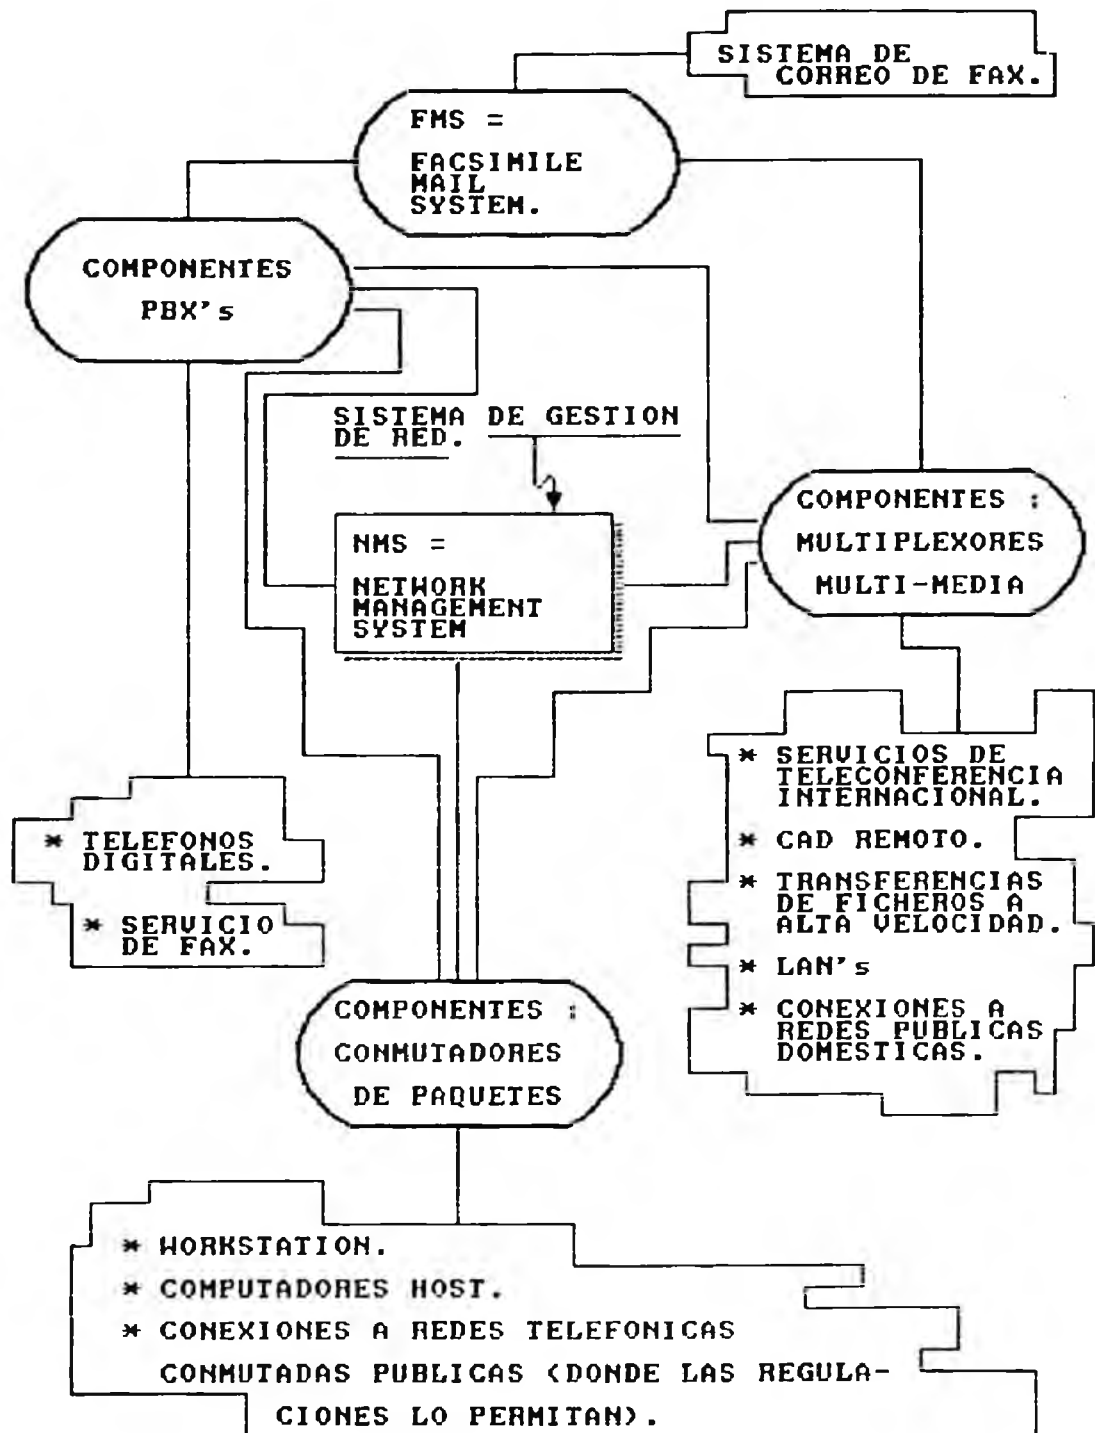 SISTEMA DE
CORREO DE FAX.
FMS =
FACSIMILE
MAIL
SYSTEM.
COMPONENTES
PBX's
SISTEMA DE GESTION
DE RED.
NMS =
NETWORK
MANAGEMENT
SYSTEM
COMPONENTES :
MULTIPLEXORES
MULTI-MEDIA
* SERVICIOS DE
TELECONFERENCIA
INTERNACIONAL.
* CAD REMOTO.
* TRANSFERENCIAS
DE FICHEROS A
ALTA VELOCIDAD.
* LAN's
* CONEXIONES A
REDES PUBLICAS
DOMESTICAS.
* TELEFONOS
DIGITALES.
* SERVICIO
DE FAX.
COMPONENTES :
CONMUTADORES
DE PAQUETES
* WORKSTATION.
* COMPUTADORES HOST.
* CONEXIONES A REDES TELEFONICAS
CONMUTADAS PUBLICAS (DONDE LAS REGULA-
CIONES LO PERMITAN).